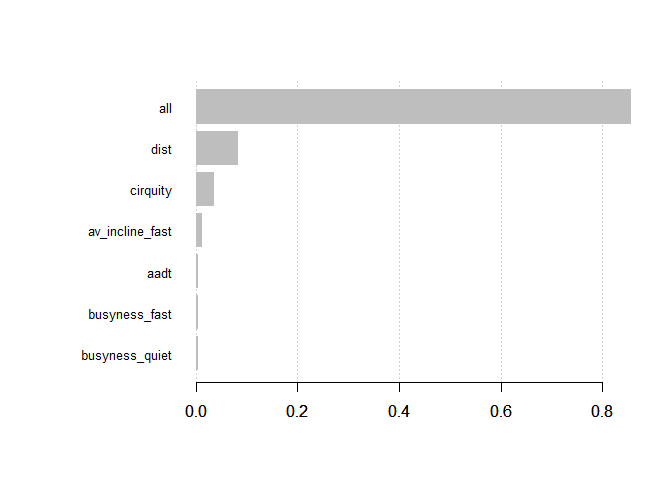 all
dist
cirquity
av_incline_fast
aadt
busyness_fast
busyness_quiet
0.0 0.2 0.4 0.6 0.8